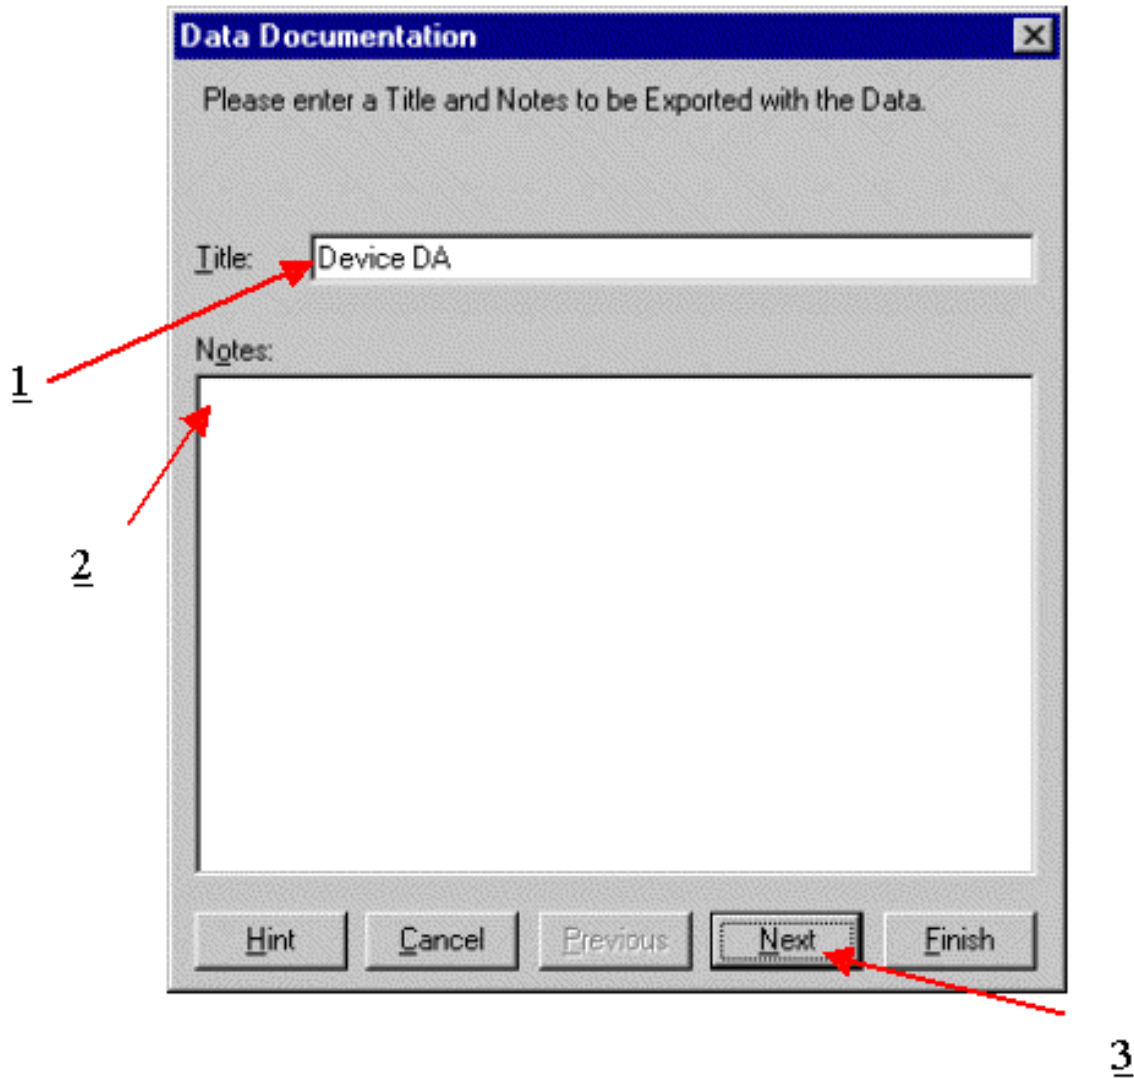 Data Documentation
Please enter a Title and Notes to be Exported with the Data.
Title: Device DA
1
Notes:
2
Hint Cancel Previous Next Finish
3